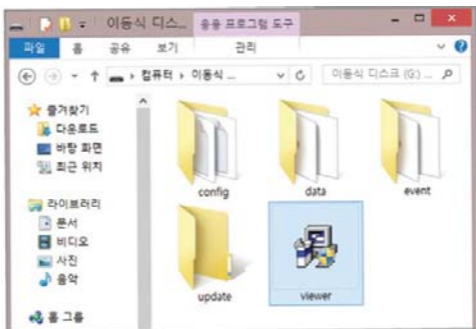 이동식 디스... 응용 프로그램 도구
파일 홈 공유 보기 관리
컴퓨터 ▸ 이동식 ... 이동식 디스크 (G:) ...
즐겨찾기
다운로드
바탕 화면
최근 위치
라이브러리
문서
비디오
사진
음악
홈 그룹
config data event
update viewer